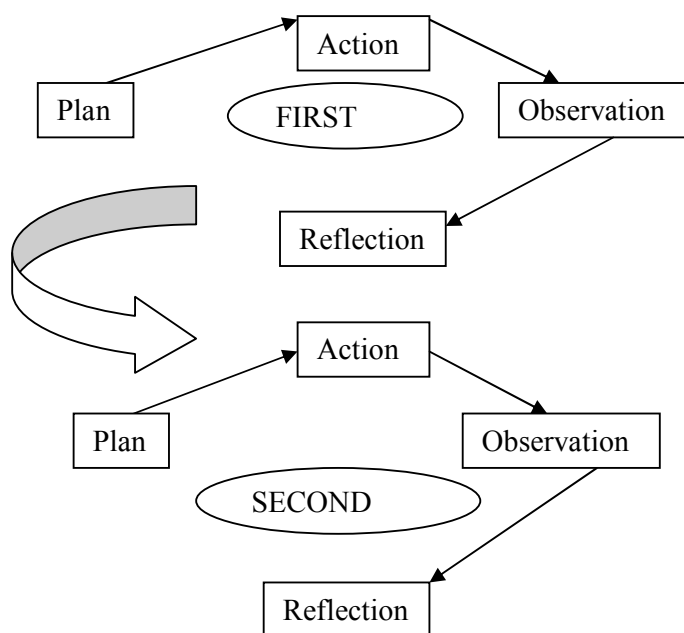 Action
Plan
FIRST
Observation
Reflection
Action
Plan
Observation
SECOND
Reflection